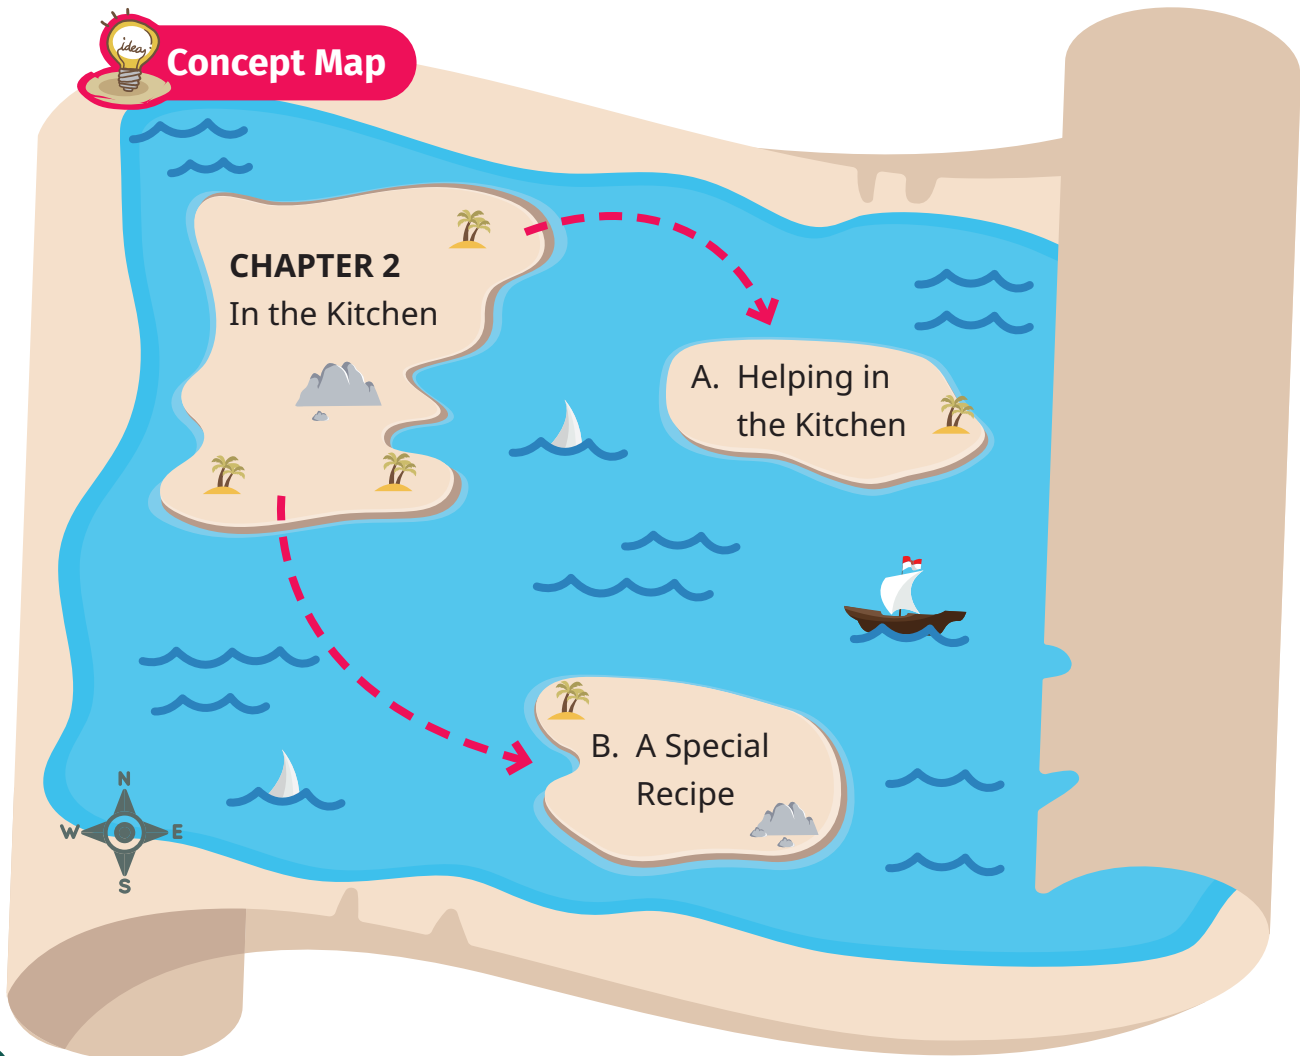 idea
Concept Map
CHAPTER 2
In the Kitchen
A. Helping in
the Kitchen
B. A Special
Recipe
N
W E
S